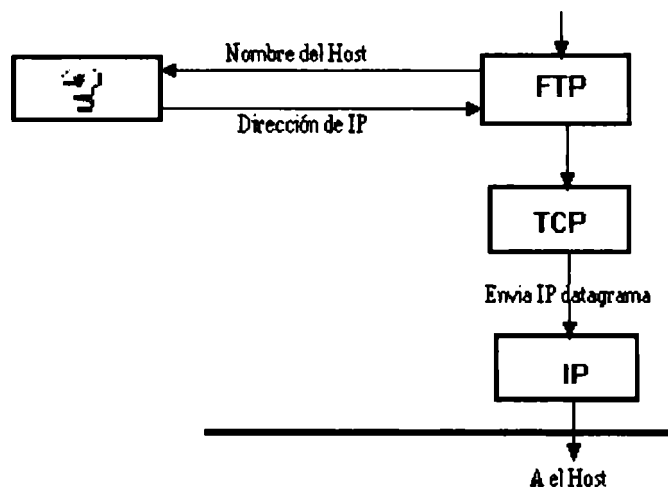 Nombre del Host
FTP
Dirección de IP
TCP
Envia IP datagrama
IP
A el Host